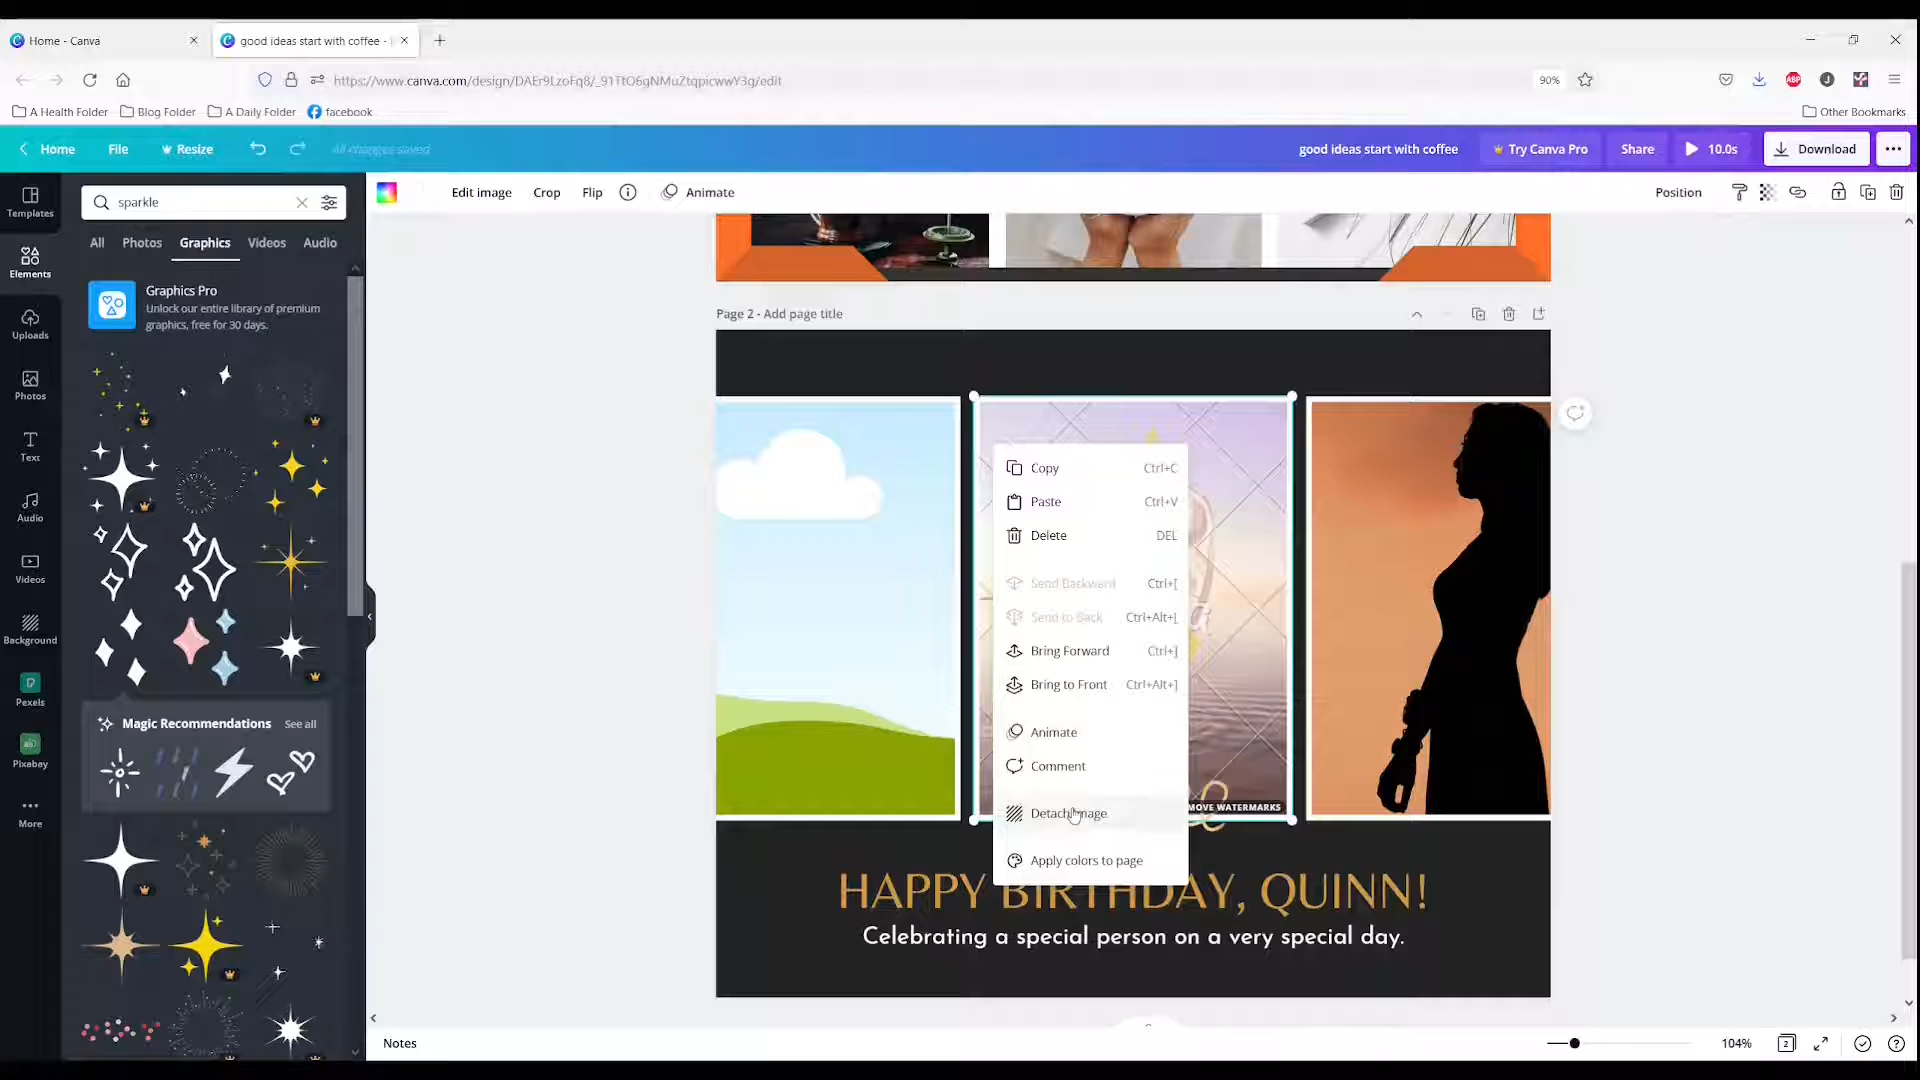 Home - Canva
good ideas start with coffee -
https://www.canva.com/design/DAEr9LzoFq8/_91TtO6qNMuZtqpicwwY3g/edit
90%
A Health Folder
Blog Folder
A Daily Folder
facebook
Other Bookmarks
Home
File
Resize
All changes saved
good ideas start with coffee
Try Canva Pro
Share
10.0s
Download
Templates
Elements
Uploads
Photos
Text
Audio
Videos
Background
Pexels
Pixabay
More
sparkle
All
Photos
Graphics
Videos
Audio
Graphics Pro
Unlock our entire library of premium
graphics, free for 30 days.
Magic Recommendations
See all
Edit image
Crop
Flip
Animate
Position
Page 2 - Add page title
Copy Ctrl+C
Paste Ctrl+V
Delete DEL
Send Backward Ctrl+[
Send to Back Ctrl+Alt+[
Bring Forward Ctrl+]
Bring to Front Ctrl+Alt+]
Animate
Comment
Detach image
Apply colors to page
MOVE WATERMARKS
HAPPY BIRTHDAY, QUINN!
Celebrating a special person on a very special day.
Notes
104%
2